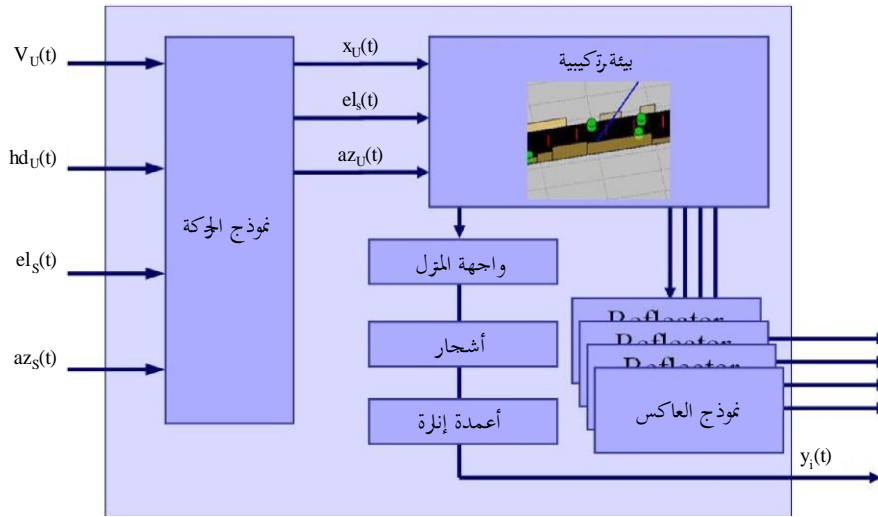 V_U(t)
hd_U(t)
el_S(t)
az_S(t)
نموذج الحركة
x_U(t)
el_s(t)
az_U(t)
بيئة تركيبية
واجهة المنزل
أشجار
أعمدة إنارة
Reflector
Reflector
Reflector
نموذج العاكس
y_i(t)